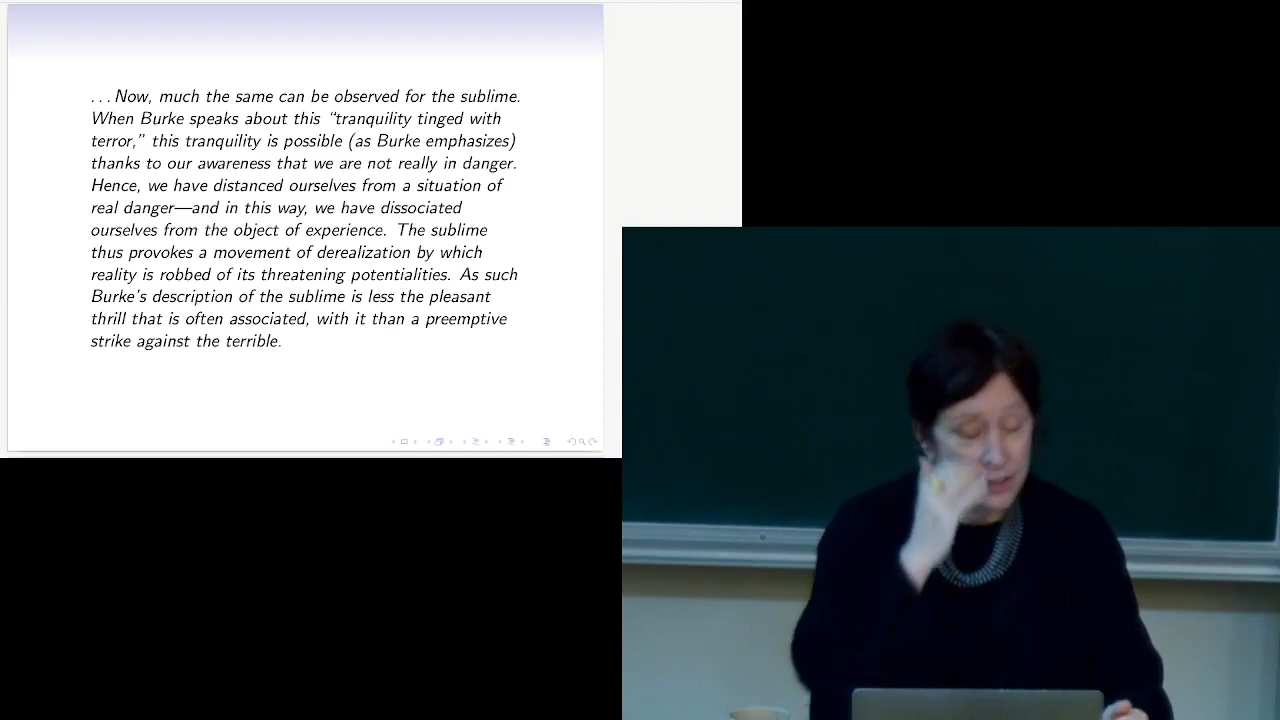 ...Now, much the same can be observed for the sublime.
When Burke speaks about this “tranquility tinged with
terror,” this tranquility is possible (as Burke emphasizes)
thanks to our awareness that we are not really in danger.
Hence, we have distanced ourselves from a situation of
real danger—and in this way, we have dissociated
ourselves from the object of experience. The sublime
thus provokes a movement of derealization by which
reality is robbed of its threatening potentialities. As such
Burke’s description of the sublime is less the pleasant
thrill that is often associated, with it than a preemptive
strike against the terrible.